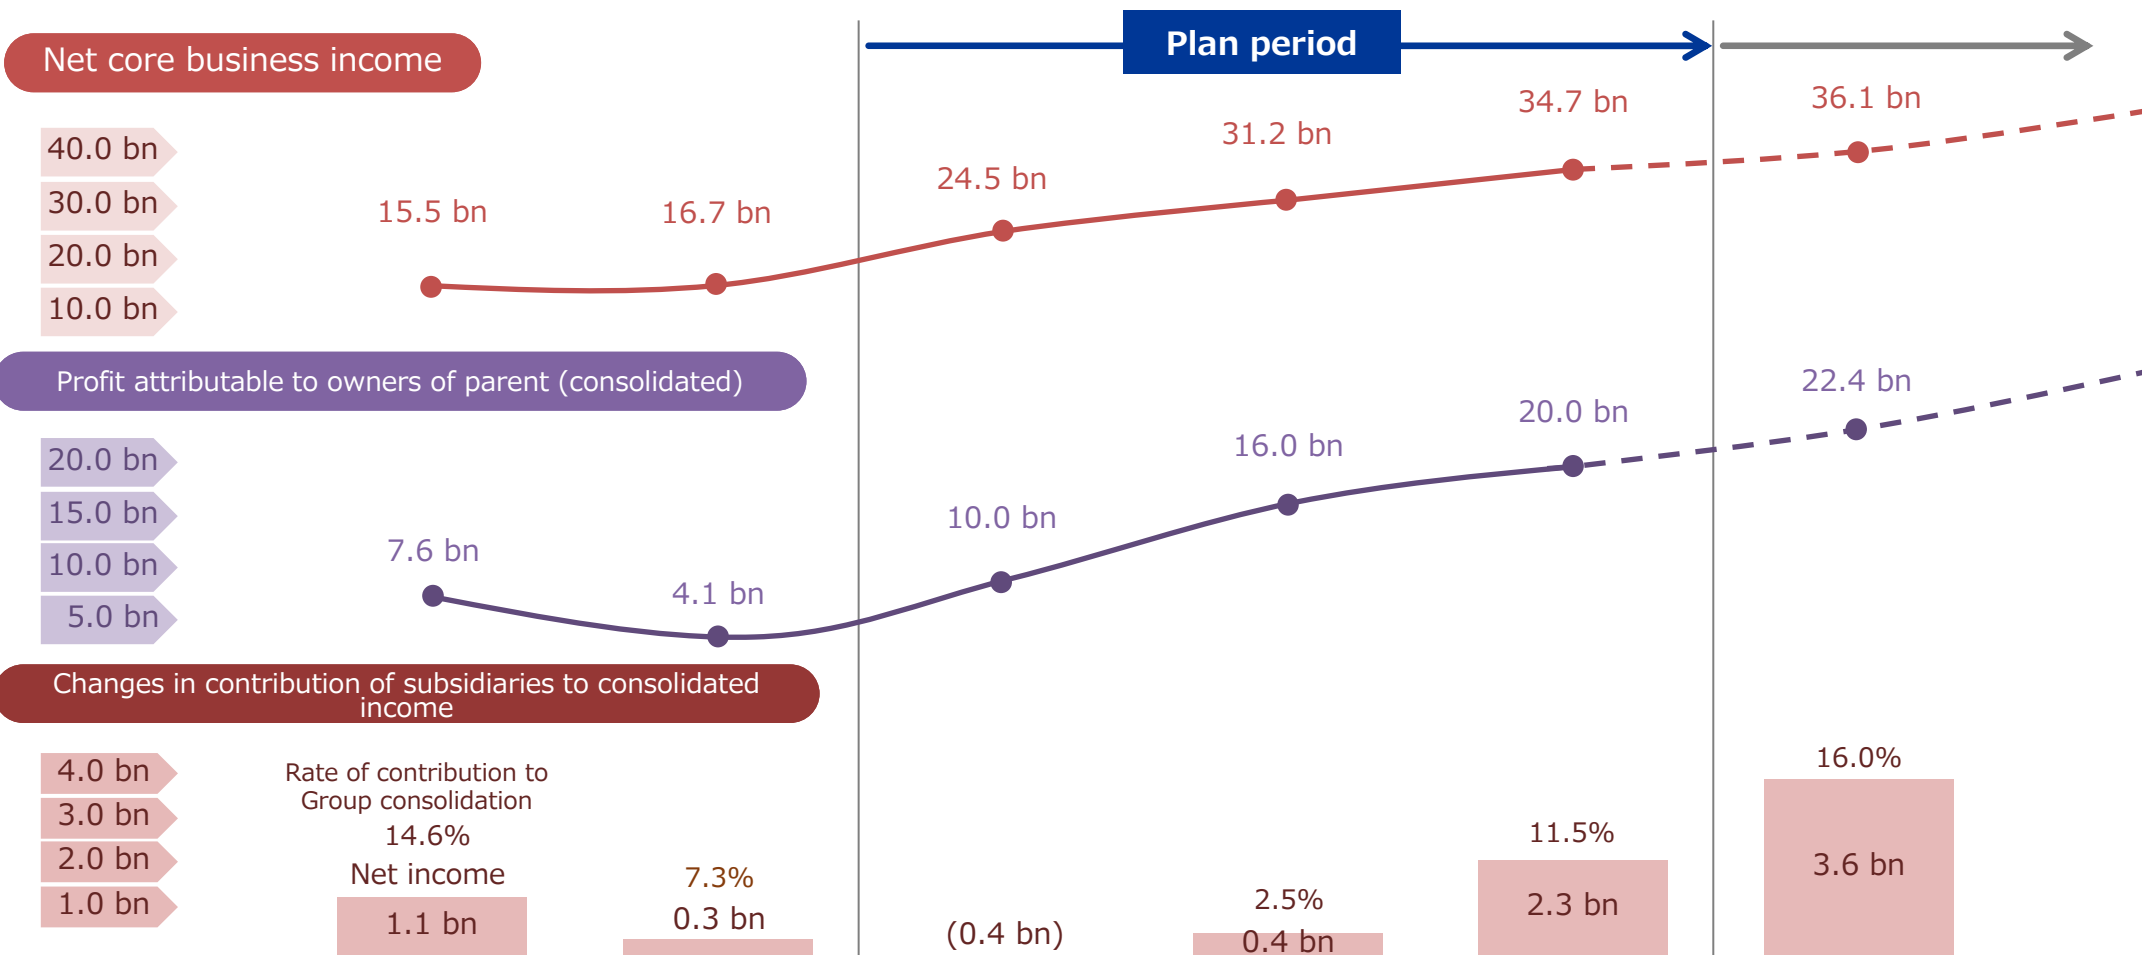 Plan period
Net core business income
40.0 bn
30.0 bn
20.0 bn
10.0 bn
15.5 bn
16.7 bn
24.5 bn
31.2 bn
34.7 bn
36.1 bn
Profit attributable to owners of parent (consolidated)
20.0 bn
15.0 bn
10.0 bn
5.0 bn
7.6 bn
4.1 bn
10.0 bn
16.0 bn
20.0 bn
22.4 bn
Changes in contribution of subsidiaries to consolidated
income
4.0 bn
3.0 bn
2.0 bn
1.0 bn
Rate of contribution to
Group consolidation
14.6%
Net income
1.1 bn
7.3%
0.3 bn
(0.4 bn)
2.5%
0.4 bn
11.5%
2.3 bn
16.0%
3.6 bn